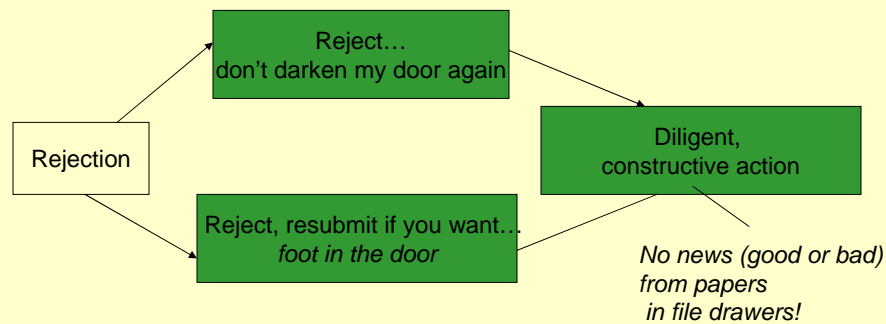 Reject…
don't darken my door again
Rejection
Diligent,
constructive action
Reject, resubmit if you want…
foot in the door
No news (good or bad)
from papers
in file drawers!